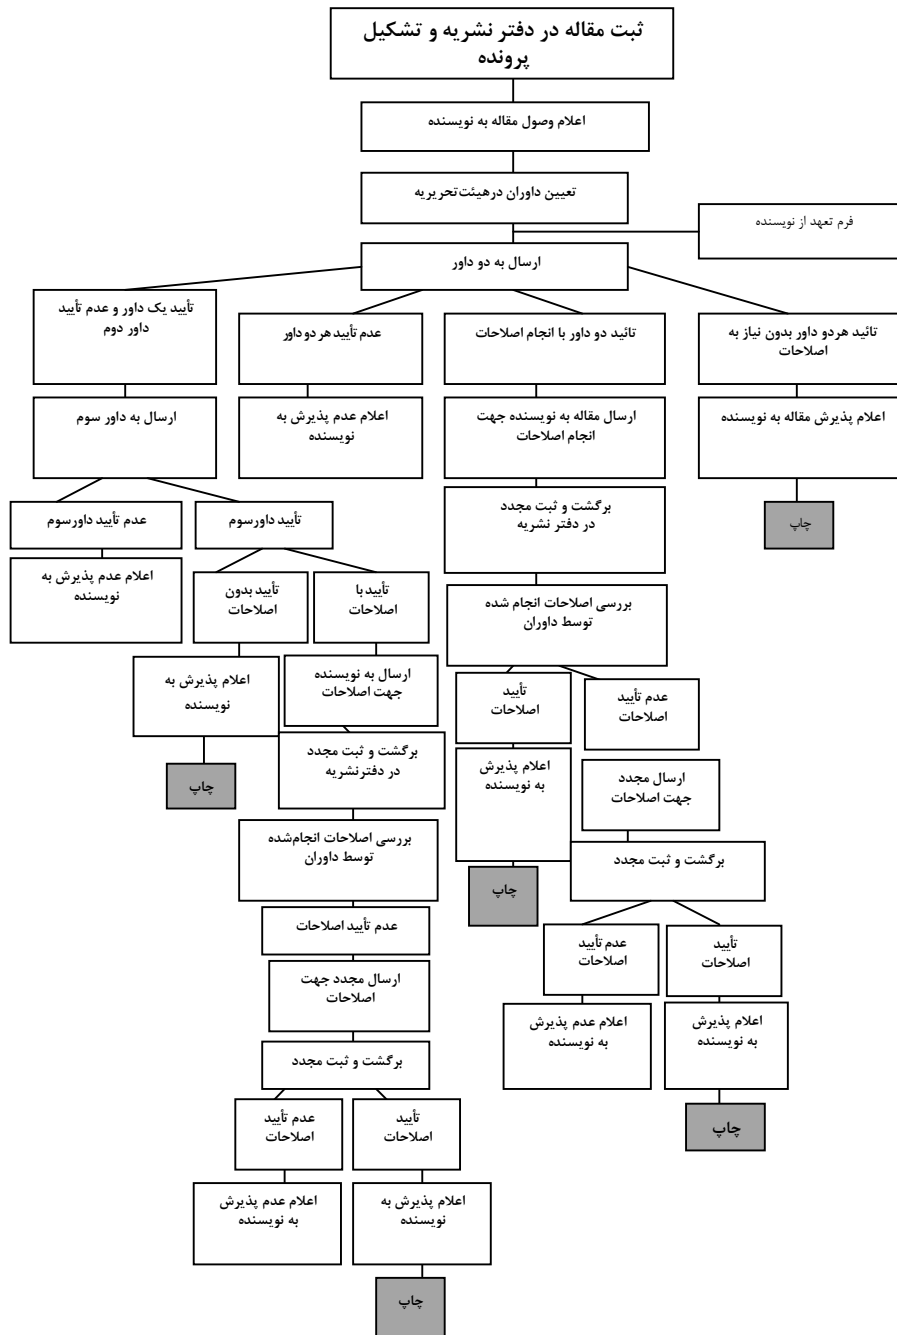 ثبت مقاله در دفتر نشریه و تشکیل
پرونده
اعلام وصول مقاله به نویسنده
تعیین داوران درهیئت‌تحریریه
فرم تعهد از نویسنده
ارسال به دو داور
تائید هردو داور بدون نیاز به
اصلاحات
تائید دو داور با انجام اصلاحات
عدم تأیید هر دو داور
تأیید یک داور و عدم تأیید
داور دوم
اعلام پذیرش مقاله به نویسنده
ارسال مقاله به نویسنده جهت
انجام اصلاحات
اعلام عدم پذیرش به
نویسنده
ارسال به داور سوم
چاپ
برگشت و ثبت مجدد
در دفتر نشریه
تأیید داورسوم
عدم تأیید داورسوم
بررسی اصلاحات انجام شده
توسط داوران
تأیید با
اصلاحات
تأیید بدون
اصلاحات
اعلام عدم پذیرش به
نویسنده
عدم تأیید
اصلاحات
تأیید
اصلاحات
ارسال به نویسنده
جهت اصلاحات
اعلام پذیرش به
نویسنده
ارسال مجدد
جهت اصلاحات
اعلام پذیرش
به نویسنده
برگشت و ثبت مجدد
در دفترنشریه
چاپ
برگشت و ثبت مجدد
چاپ
بررسی اصلاحات انجام‌شده
توسط داوران
تأیید
اصلاحات
عدم تأیید
اصلاحات
عدم تأیید اصلاحات
اعلام پذیرش
به نویسنده
اعلام عدم پذیرش
به نویسنده
ارسال مجدد جهت
اصلاحات
چاپ
برگشت و ثبت مجدد
تأیید
اصلاحات
عدم تأیید
اصلاحات
اعلام پذیرش به
نویسنده
اعلام عدم پذیرش
به نویسنده
چاپ